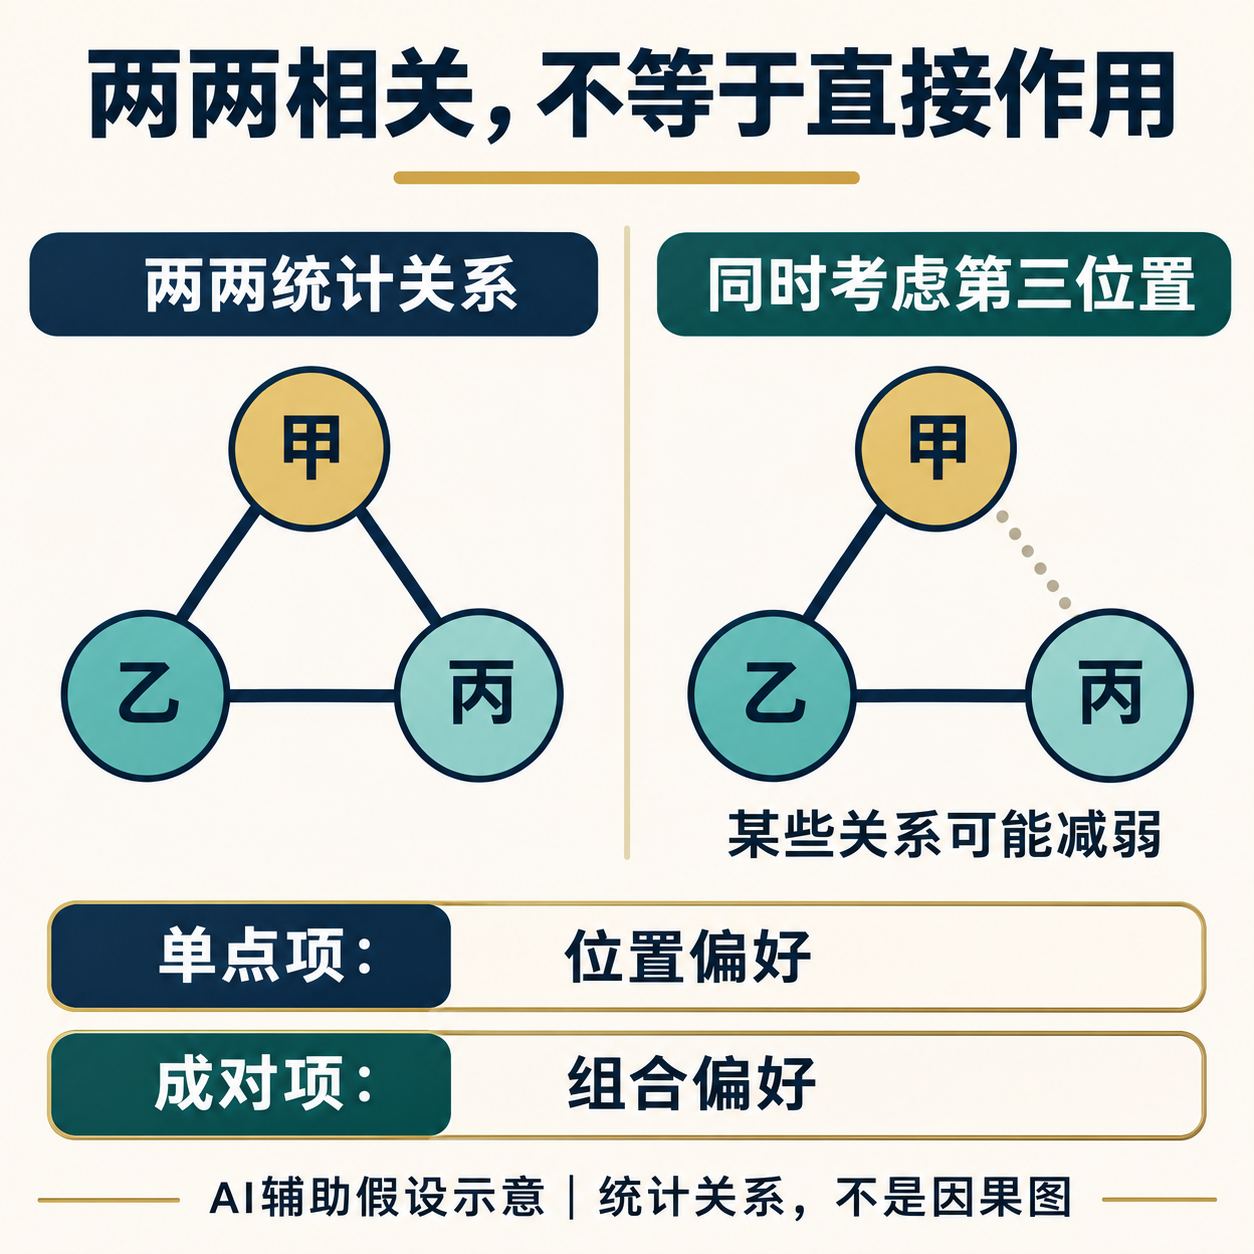 两两相关，不等于直接作用
两两统计关系
甲
乙
丙
同时考虑第三位置
甲
乙
丙
某些关系可能减弱
单点项： 位置偏好
成对项： 组合偏好
AI辅助假设示意｜统计关系，不是因果图